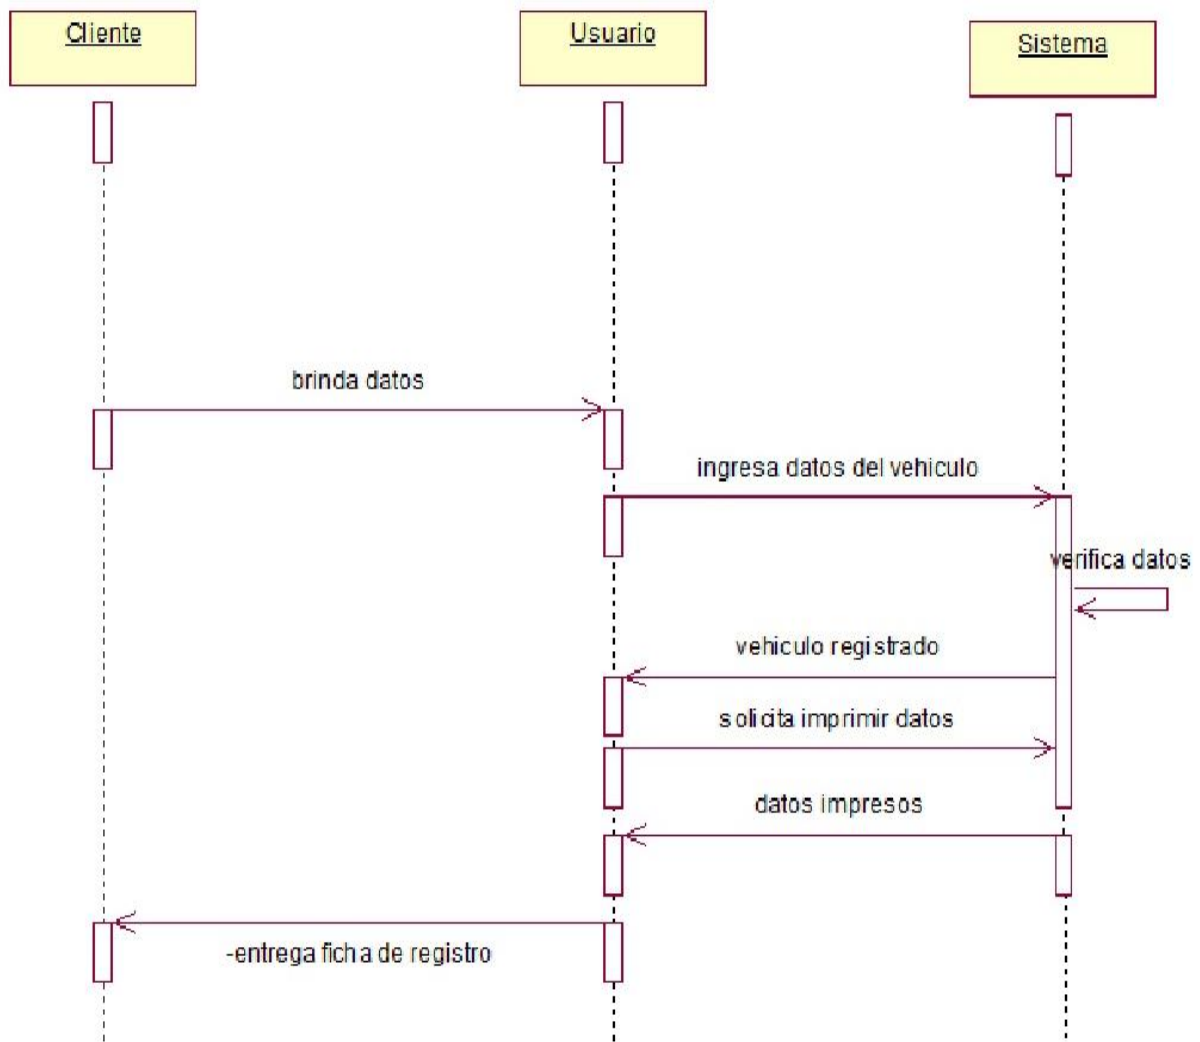 Cliente
Usuario
Sistema
brinda datos
ingresa datos del vehiculo
verifica datos
vehiculo registrado
solicita imprimir datos
datos impresos
-entrega ficha de registro